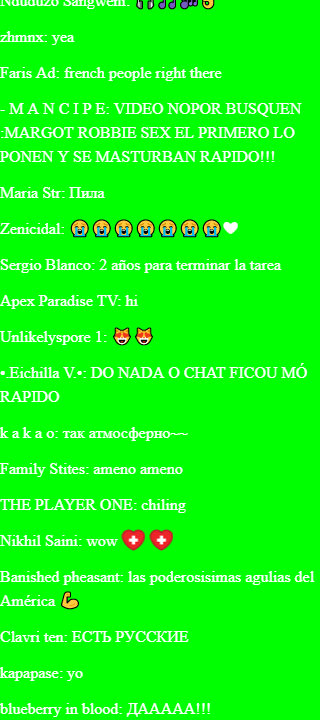 Nduduzo Sangweni: 🎧🎵🎵🎶👌
zhmnx: yea
Faris Ad: french people right there
- M A N C I P E: VIDEO NOPOR BUSQUEN
:MARGOT ROBBIE SEX EL PRIMERO LO
PONEN Y SE MASTURBAN RAPIDO!!!
Maria Str: Пила
Zenicidal: 😭😭😭😭😭😭😭🤍
Sergio Blanco: 2 años para terminar la tarea
Apex Paradise TV: hi
Unlikelyspore 1: 😻😻
•.Eichilla V.•: DO NADA O CHAT FICOU MÓ
RAPIDO
k a k a o: так атмосферно~~
Family Stites: ameno ameno
THE PLAYER ONE: chiling
Nikhil Saini: wow
Banished pheasant: las poderosisimas agulias del
América 💪
Clavri ten: ЕСТЬ РУССКИЕ
kapapase: yo
blueberry in blood: ДААААА!!!